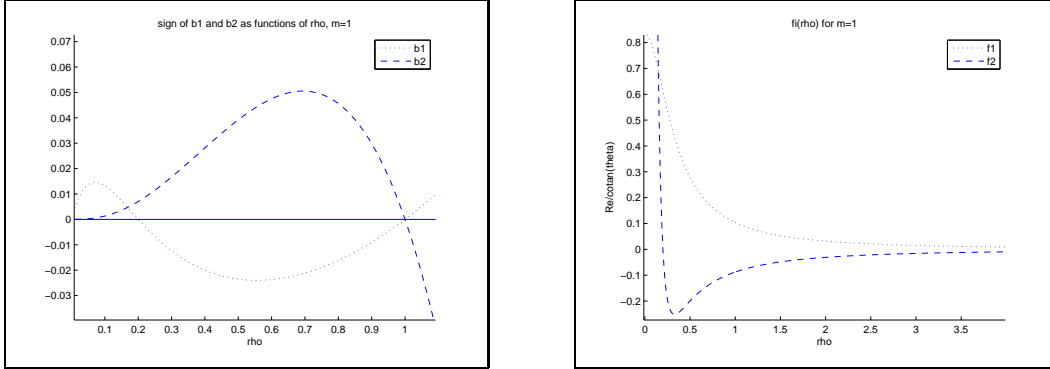 sign of b1 and b2 as functions of rho, m=1
0.07
0.06
0.05
0.04
0.03
0.02
0.01
0
−0.01
−0.02
−0.03
b1
b2
0.1 0.2 0.3 0.4 0.5 0.6 0.7 0.8 0.9 1
rho
fi(rho) for m=1
Re/cotan(theta)
0.8
0.7
0.6
0.5
0.4
0.3
0.2
0.1
0
−0.1
−0.2
f1
f2
0 0.5 1 1.5 2 2.5 3 3.5
rho